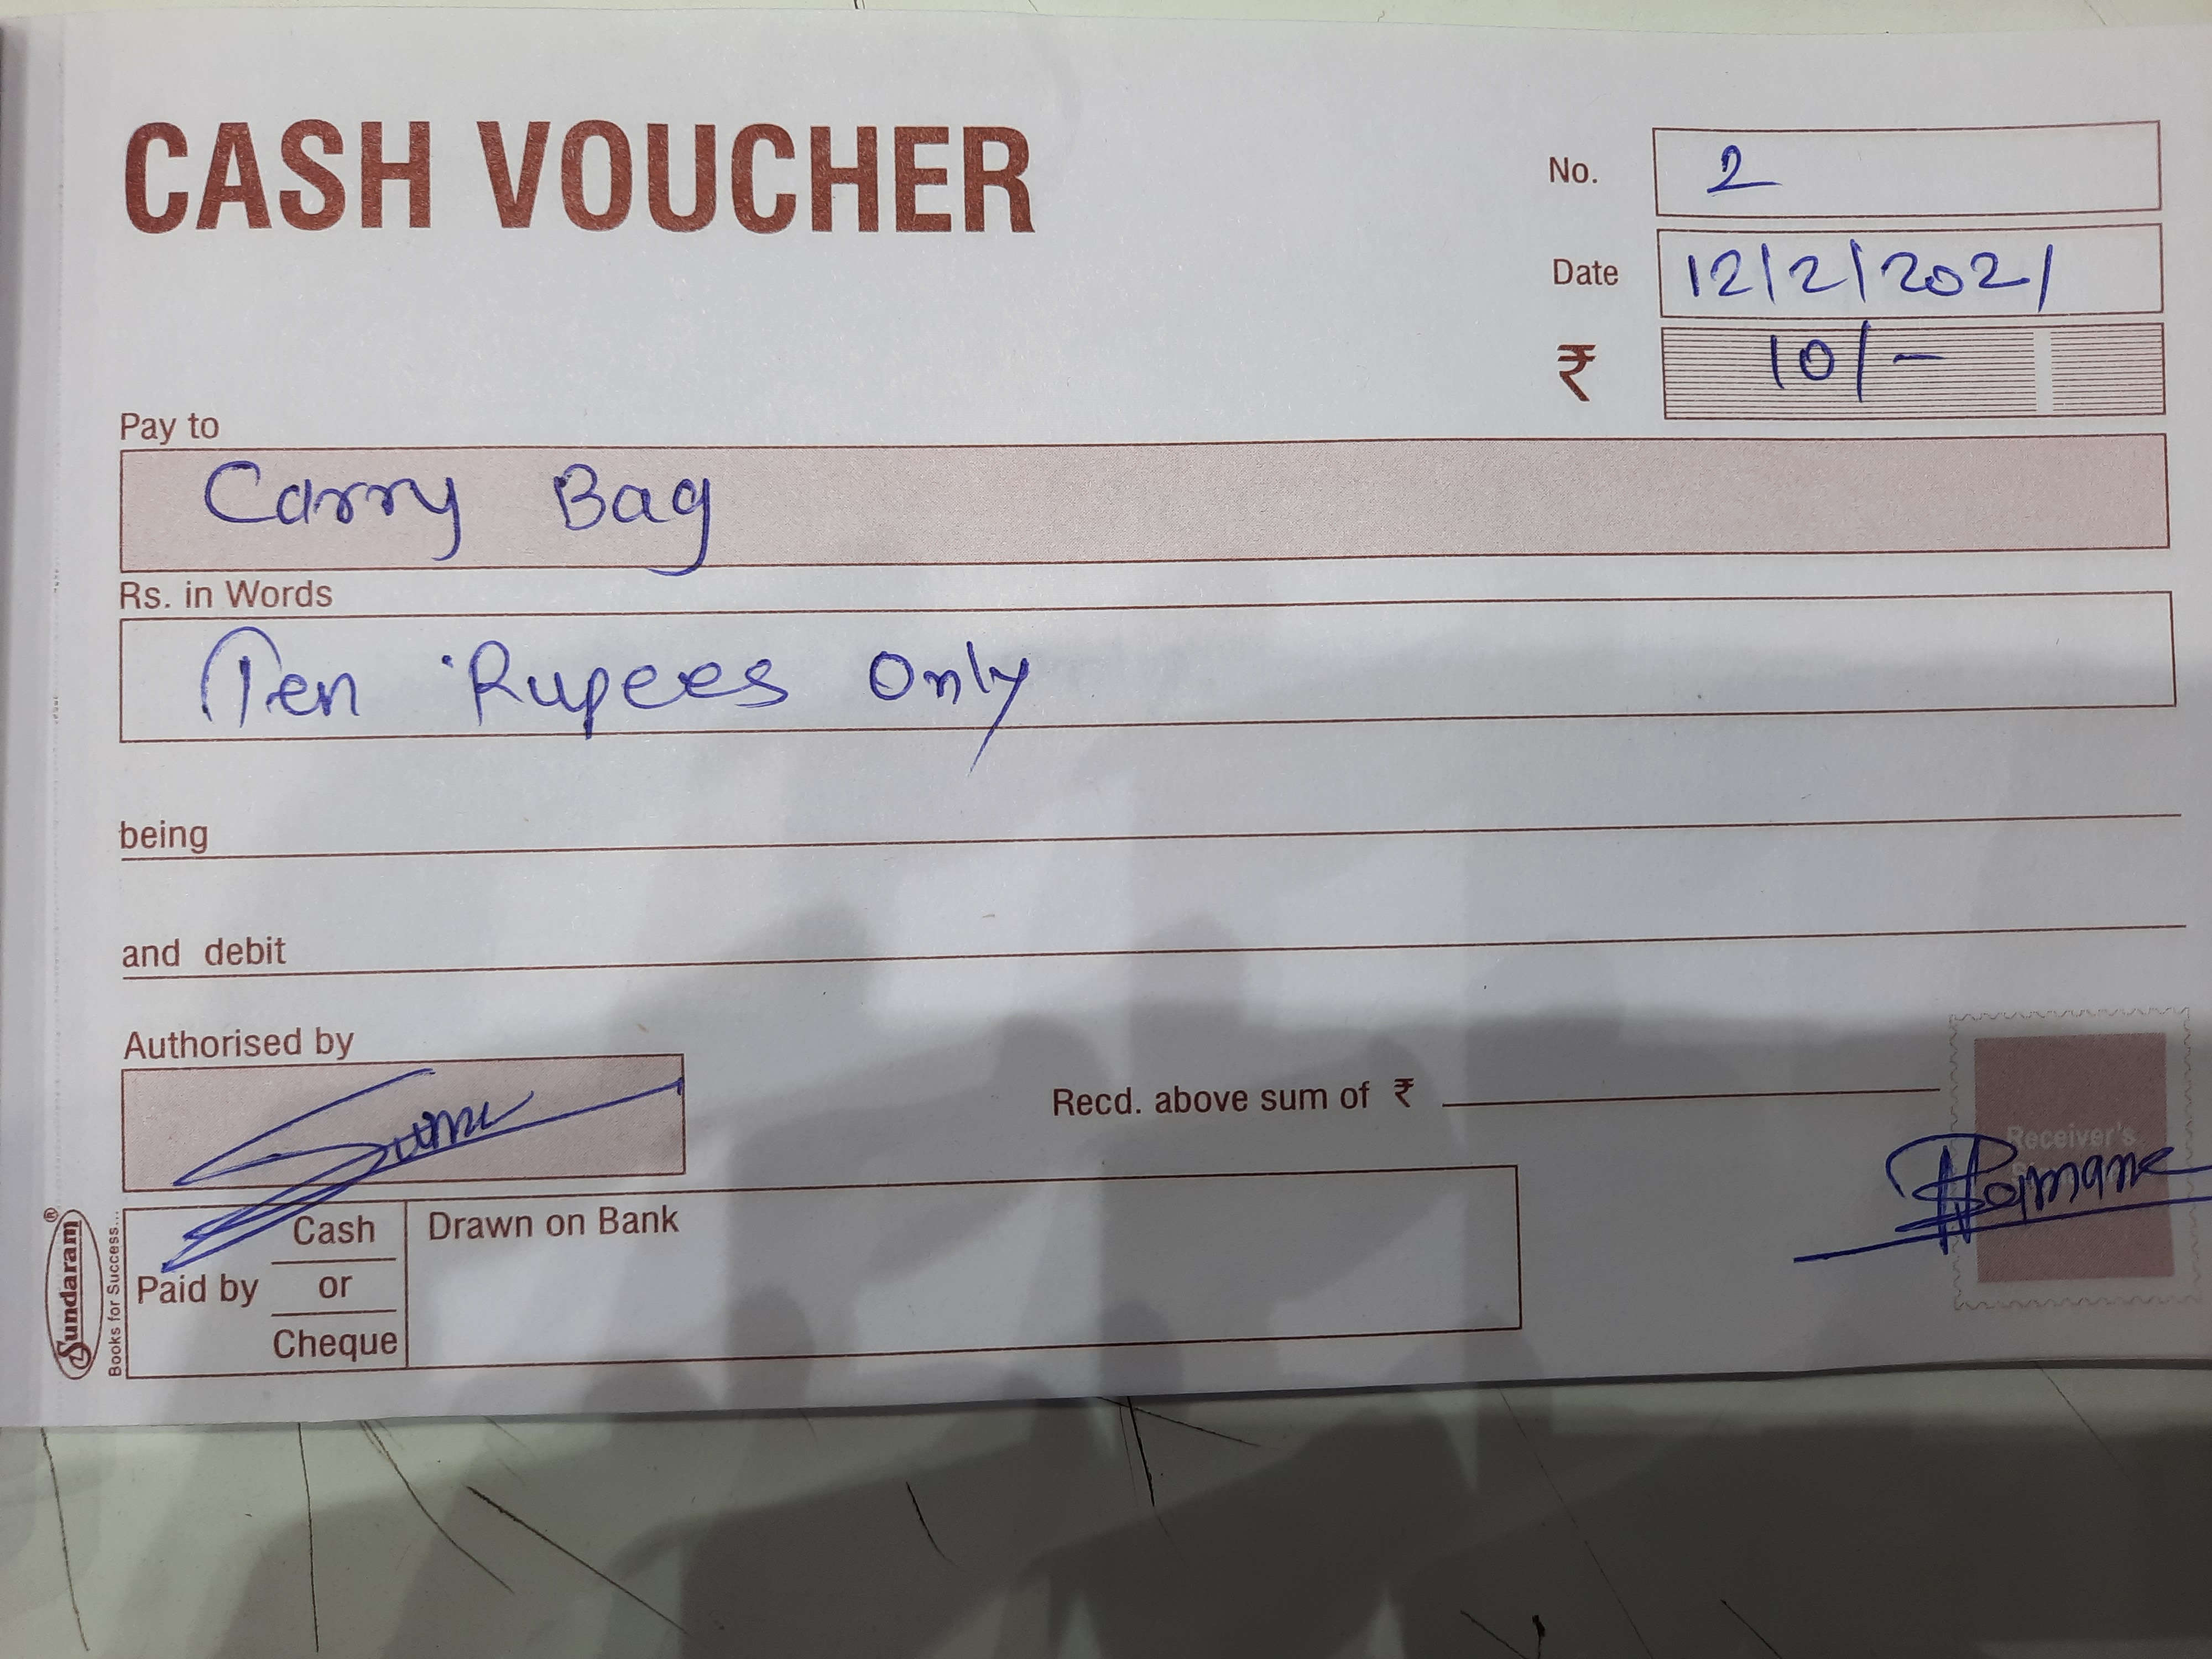 CASH VOUCHER
No. 2
Date 12/2/2021
₹ 10/-
Pay to
Carry Bag
Rs. in Words
Ten Rupees only
being
and debit
Authorised by
Recd. above sum of ₹
Receiver's
Paid by Cash or Cheque
Drawn on Bank
Sundaram®
Books for Success...